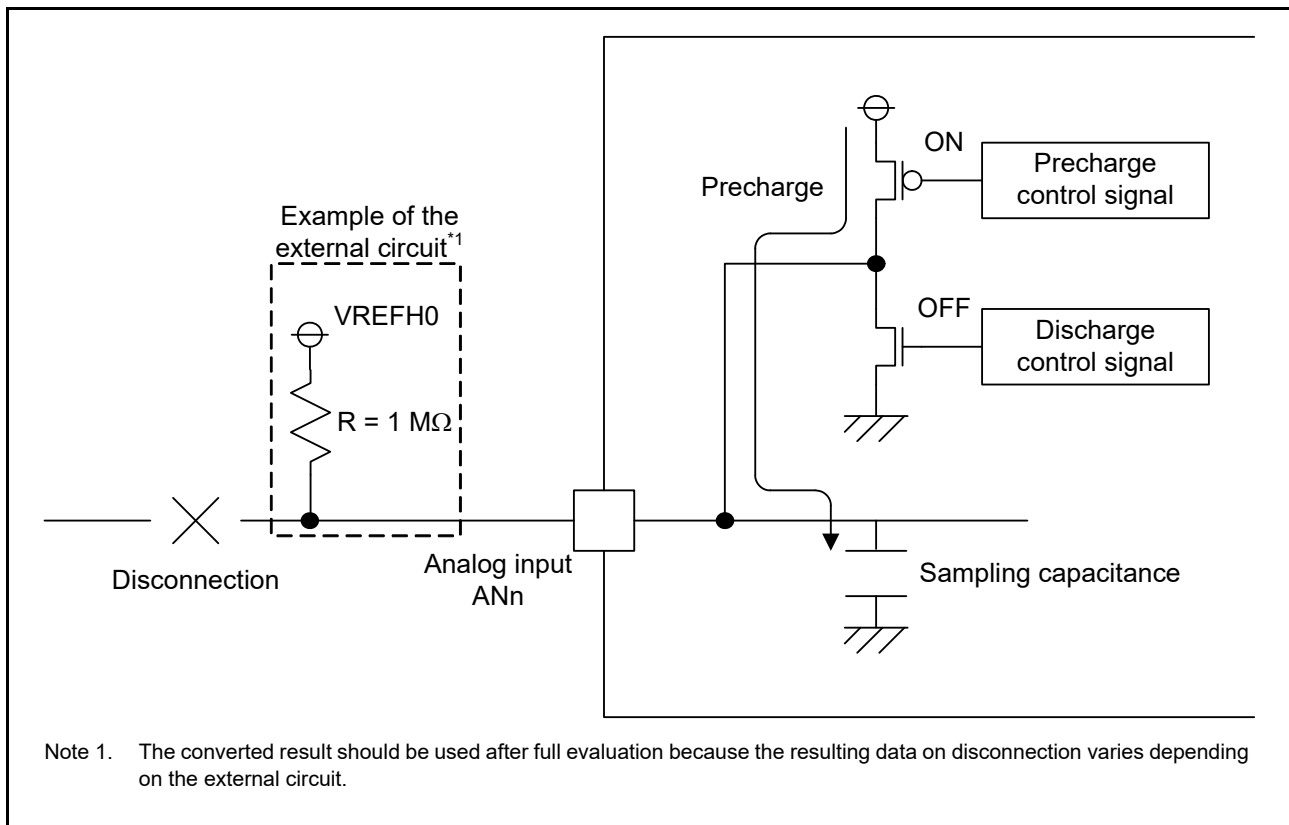 ON
Precharge
control signal
Precharge
Example of the
external circuit*1
VREFH0
OFF
Discharge
control signal
R = 1 MΩ
Analog input
ANn
Disconnection
Sampling capacitance
Note 1. The converted result should be used after full evaluation because the resulting data on disconnection varies depending
on the external circuit.